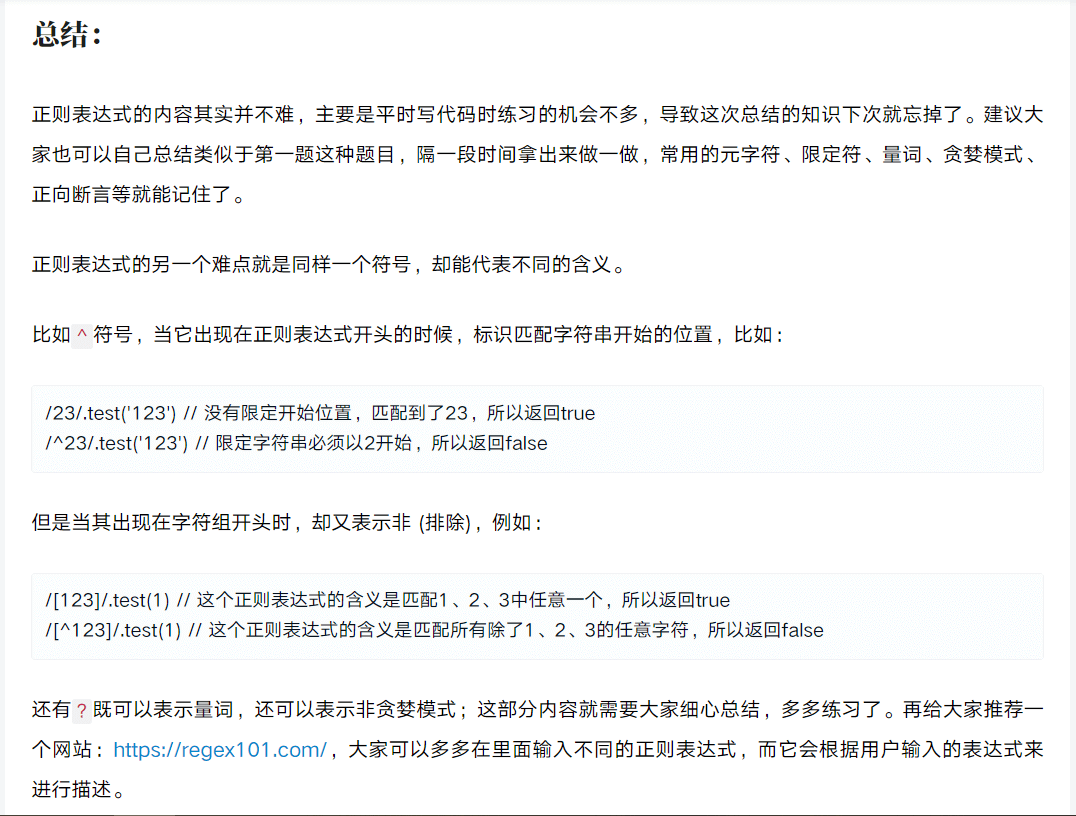 总结：
正则表达式的内容其实并不难，主要是平时写代码时练习的机会不多，导致这次总结的知识下次就忘掉了。建议大
家也可以自己总结类似于第一题这种题目，隔一段时间拿出来做一做，常用的元字符、限定符、量词、贪婪模式、
正向断言等就能记住了。
正则表达式的另一个难点就是同样一个符号，却能代表不同的含义。
比如 ^ 符号，当它出现在正则表达式开头的时候，标识匹配字符串开始的位置，比如：
/23/.test('123') // 没有限定开始位置，匹配到了23，所以返回true
/^23/.test('123') // 限定字符串必须以2开始，所以返回false
但是当其出现在字符组开头时，却又表示非 (排除)，例如：
/[123]/.test(1) // 这个正则表达式的含义是匹配1、2、3中任意一个，所以返回true
/[^123]/.test(1) // 这个正则表达式的含义是匹配所有除了1、2、3的任意字符，所以返回false
还有 ? 既可以表示量词，还可以表示非贪婪模式；这部分内容就需要大家细心总结，多多练习了。再给大家推荐一
个网站：https://regex101.com/，大家可以多多在里面输入不同的正则表达式，而它会根据用户输入的表达式来
进行描述。